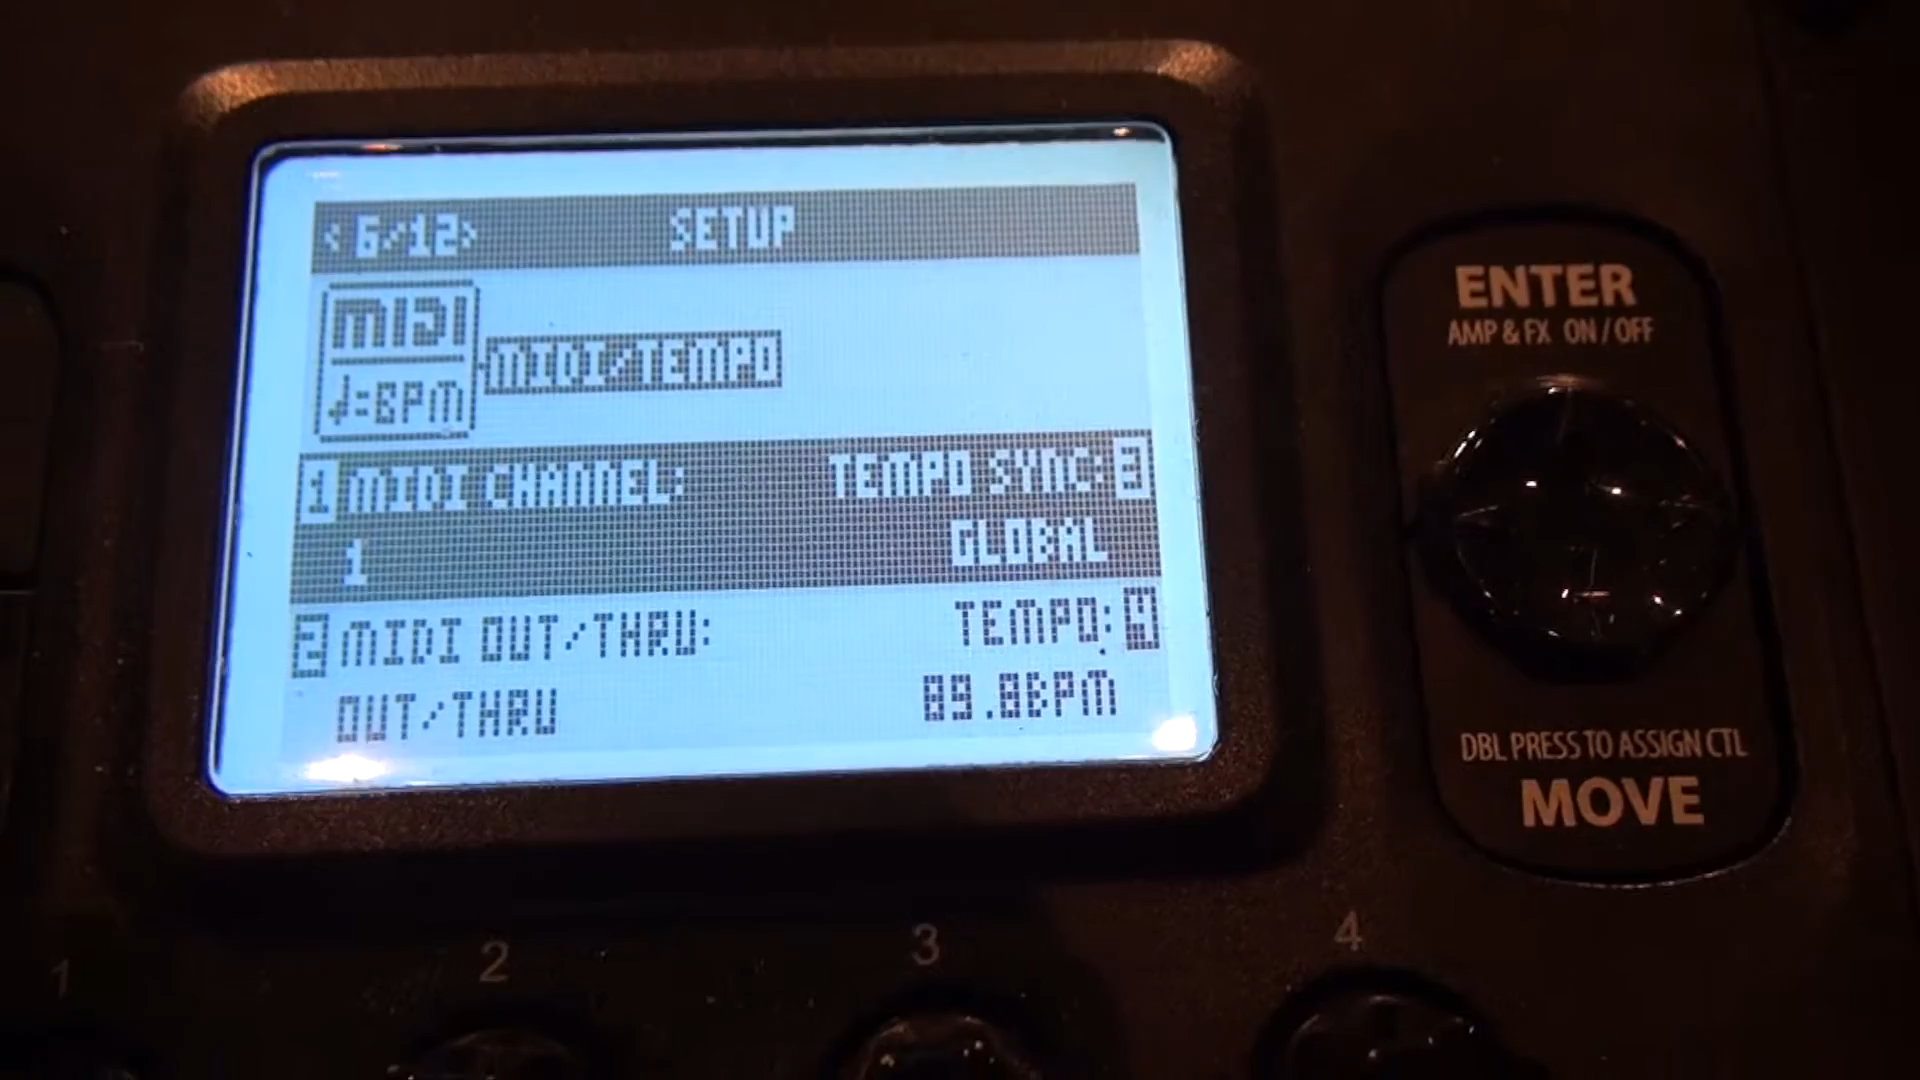 ‹ 6/12› SETUP
MIDI
♩=BPM
MIDI/TEMPO
1 MIDI CHANNEL: TEMPO SYNC: 3
1 GLOBAL
2 MIDI OUT/THRU: TEMPO: 4
OUT/THRU 89.8BPM
ENTER
AMP & FX ON / OFF
DBL PRESS TO ASSIGN CTL
MOVE
1 2 3 4